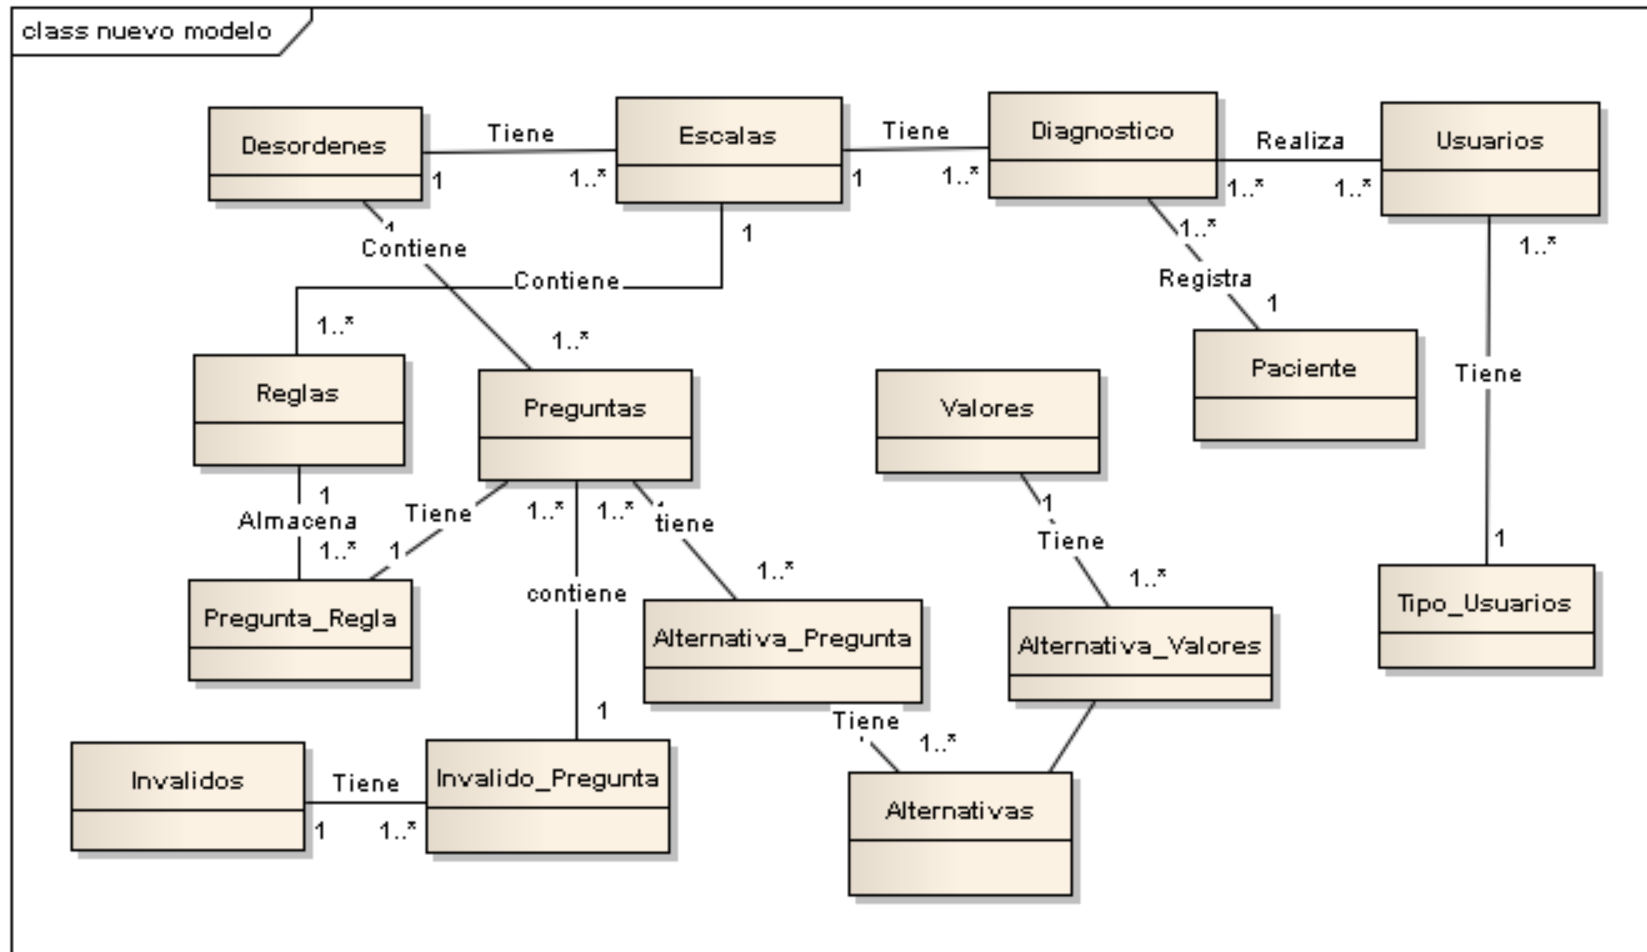 class nuevo modelo
Desordenes
Tiene
1
1..*
Escalas
Tiene
1
1..*
Diagnostico
Realiza
1..*
1..*
Usuarios
1
Contiene
1..*
1
Contiene
1..*
1..*
Registra
1
Paciente
1..*
Tiene
1
Tipo_Usuarios
Reglas
Preguntas
Valores
1
Almacena
1..*
Tiene
1..*
1
1..*
tiene
1..*
contiene
1
1
Tiene
1..*
Pregunta_Regla
Alternativa_Pregunta
Alternativa_Valores
Tiene
1..*
Invalidos
Tiene
1
1..*
Invalido_Pregunta
Alternativas